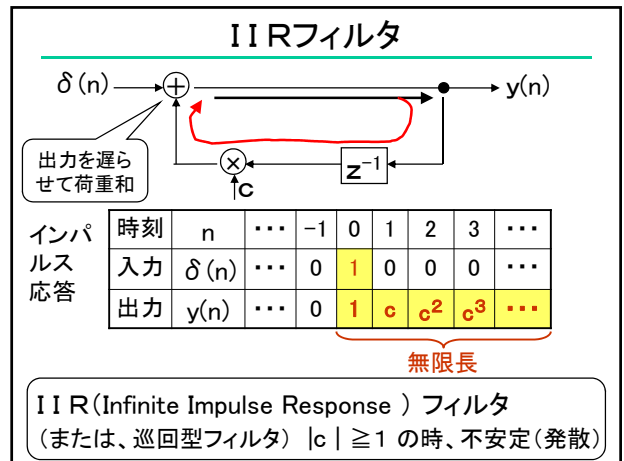 IIRフィルタ
δ(n)
y(n)
出力を遅ら
せて荷重和
z⁻¹
c
インパ
ルス
応答
時刻 n ･･･ -1 0 1 2 3 ･･･
入力 δ(n) ･･･ 0 1 0 0 0 ･･･
出力 y(n) ･･･ 0 1 c c² c³ ･･･
無限長
IIR(Infinite Impulse Response ) フィルタ
(または、巡回型フィルタ) |c|≧1 の時、不安定(発散)